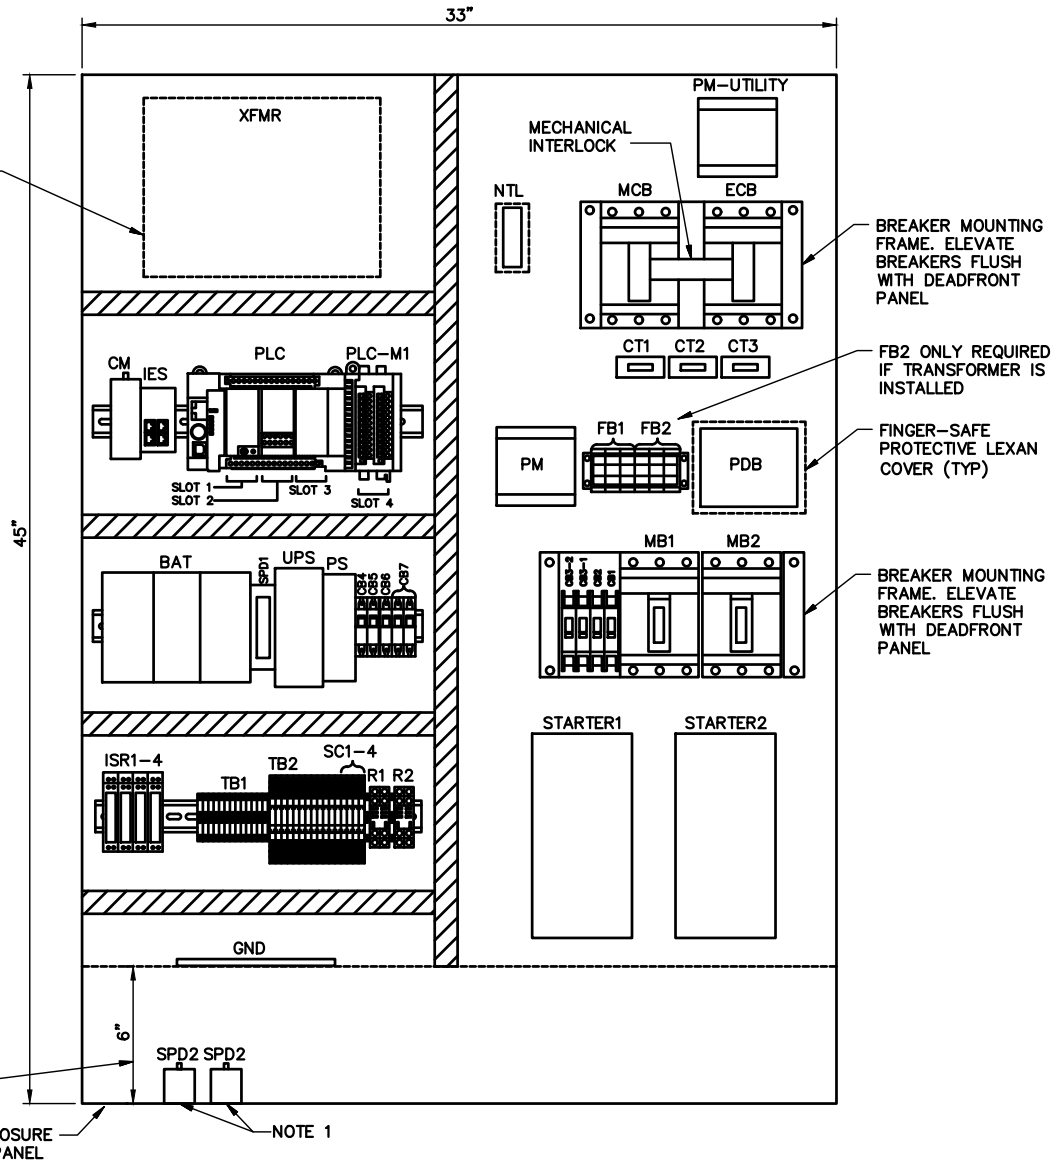 33”
PM-UTILITY
XFMR
MECHANICAL
INTERLOCK
NTL
MCB
ECB
BREAKER MOUNTING
FRAME. ELEVATE
BREAKERS FLUSH
WITH DEADFRONT
PANEL
CT1
CT2
CT3
CM
IES
PLC
PLC-M1
FB2 ONLY REQUIRED
IF TRANSFORMER IS
INSTALLED
FB1
FB2
PM
PDB
FINGER-SAFE
PROTECTIVE LEXAN
COVER (TYP)
SLOT 1
SLOT 2
SLOT 3
SLOT 4
45”
BAT
SPD1
UPS
PS
CB4
CB5
CB6
CB7
MB1
MB2
CB3-2
CB3-1
CB2
CB1
BREAKER MOUNTING
FRAME. ELEVATE
BREAKERS FLUSH
WITH DEADFRONT
PANEL
STARTER1
STARTER2
ISR1-4
TB1
TB2
SC1-4
R1
R2
GND
6”
SPD2
SPD2
NOTE 1
OSURE
PANEL